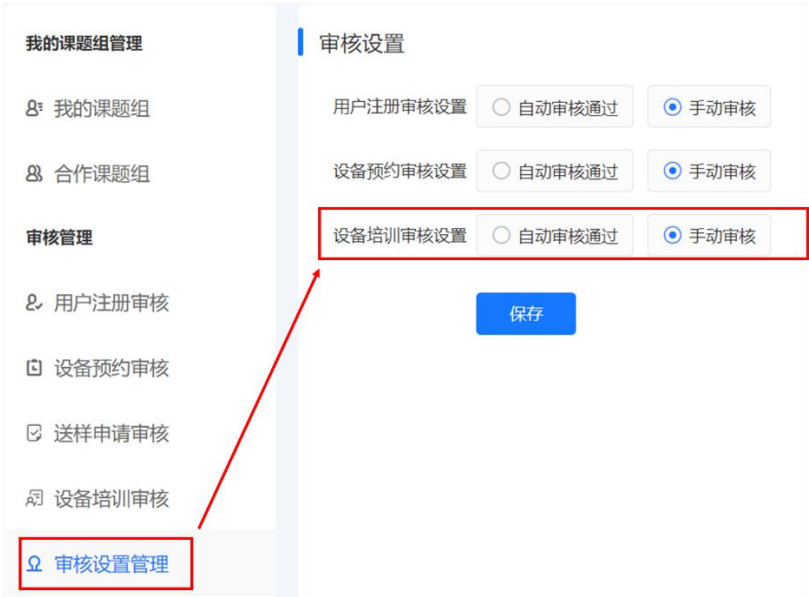 我的课题组管理
我的课题组
合作课题组
审核管理
用户注册审核
设备预约审核
送样申请审核
设备培训审核
审核设置管理
审核设置
用户注册审核设置 自动审核通过 手动审核
设备预约审核设置 自动审核通过 手动审核
设备培训审核设置 自动审核通过 手动审核
保存